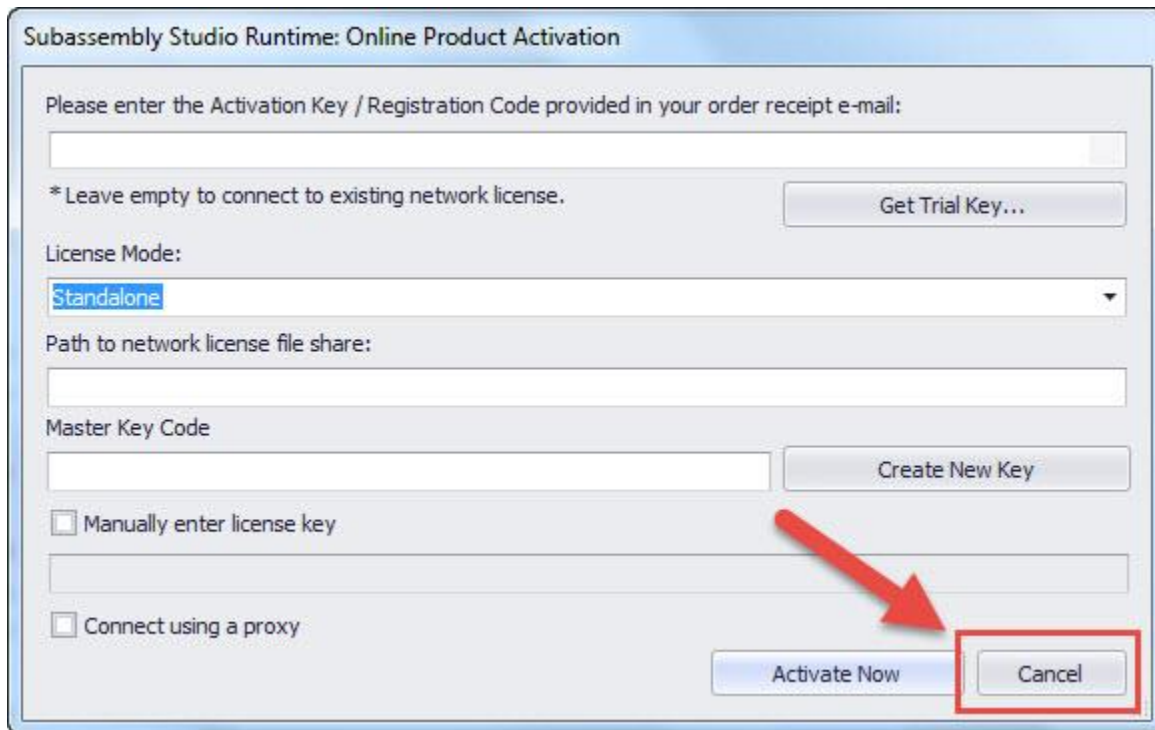 Subassembly Studio Runtime: Online Product Activation
Please enter the Activation Key / Registration Code provided in your order receipt e-mail:
* Leave empty to connect to existing network license.
Get Trial Key...
License Mode:
Standalone
Path to network license file share:
Master Key Code
Create New Key
Manually enter license key
Connect using a proxy
Activate Now
Cancel